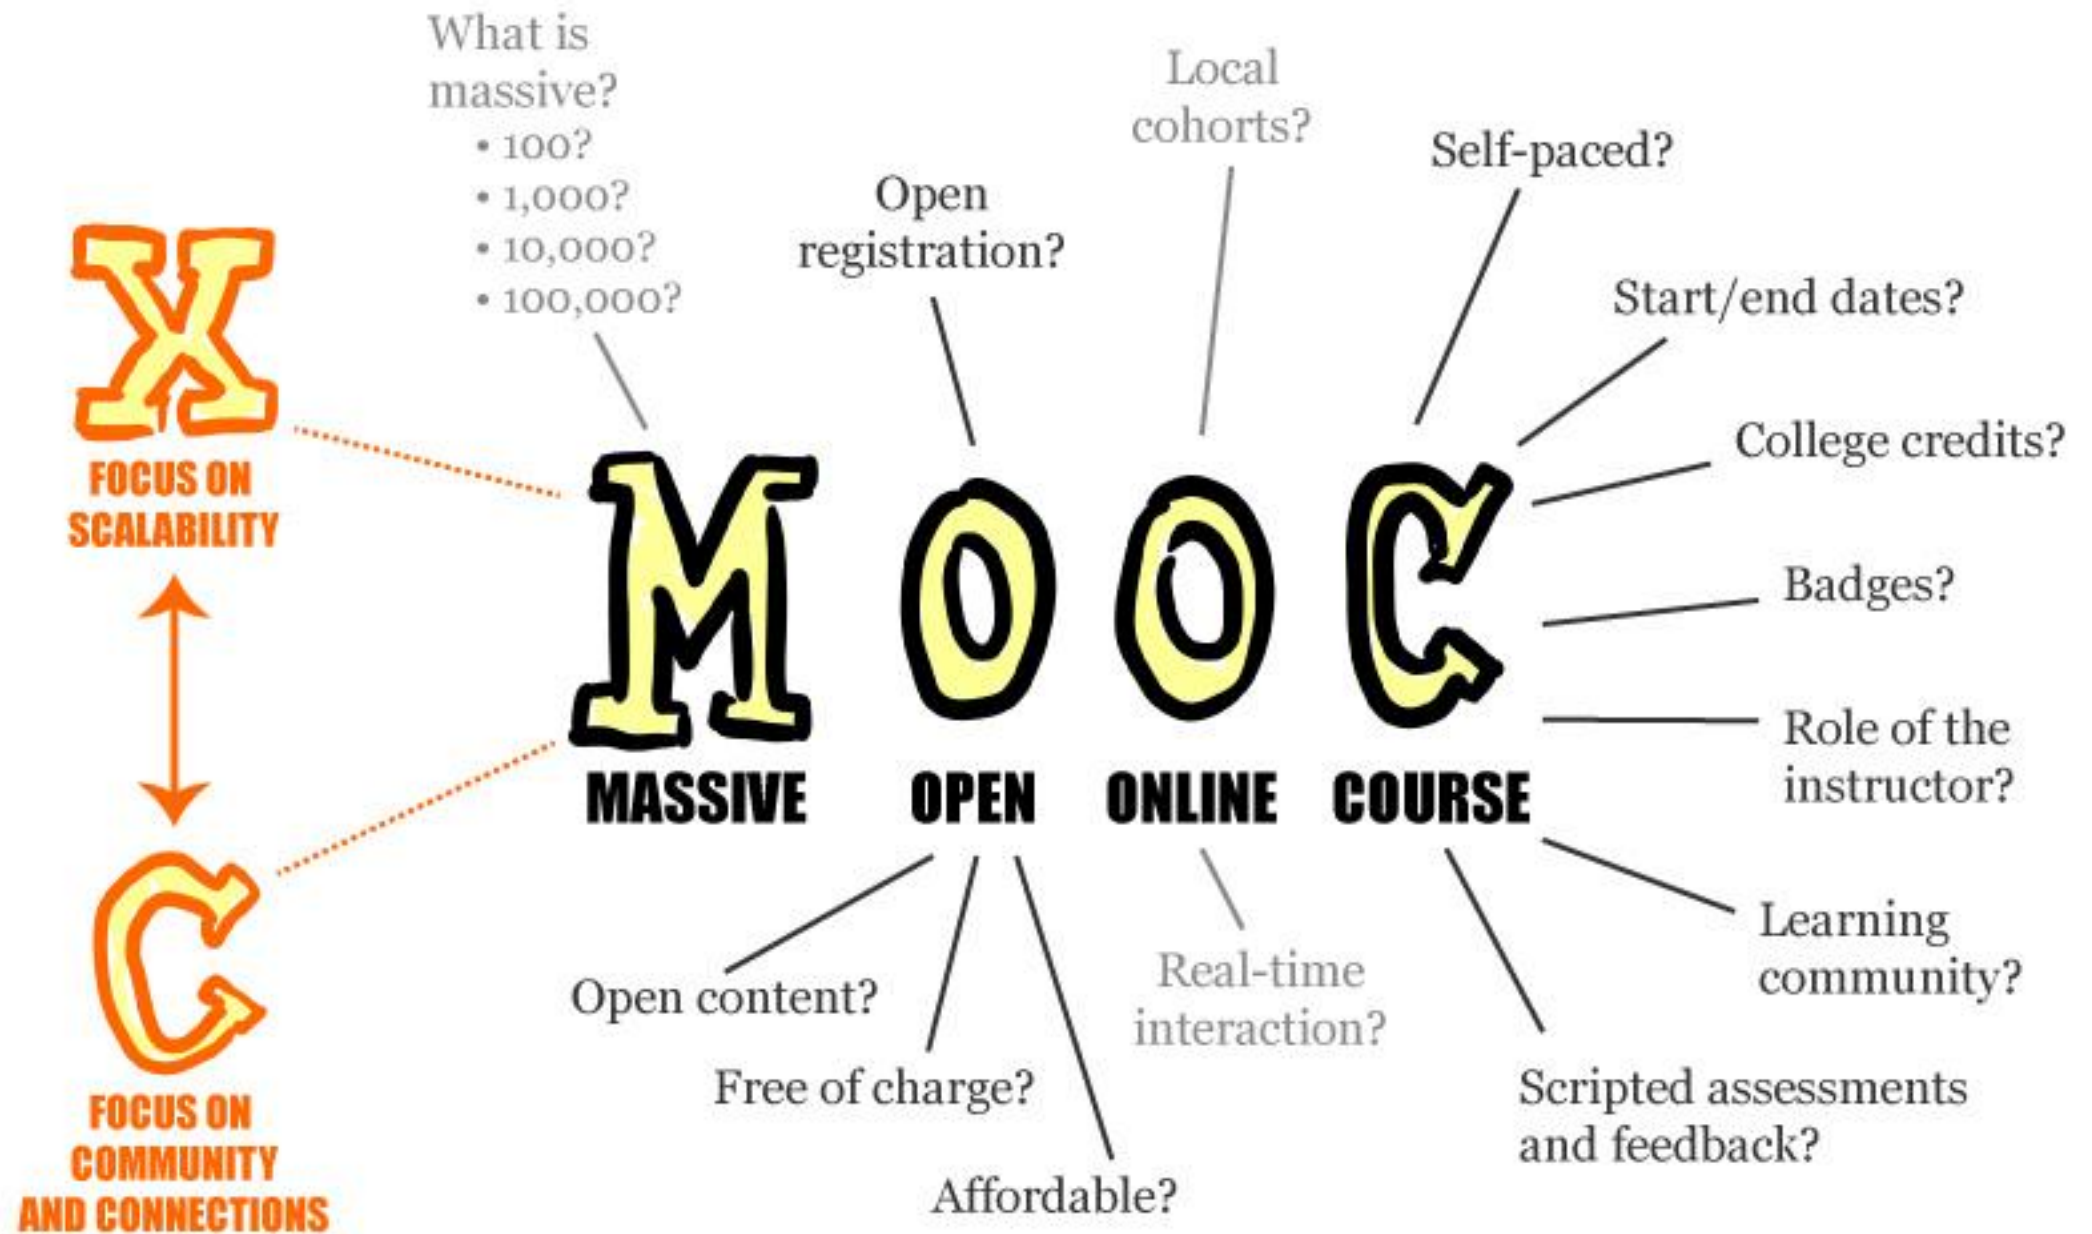 What is
massive?
• 100?
• 1,000?
• 10,000?
• 100,000?
Open
registration?
Local
cohorts?
Self-paced?
Start/end dates?
College credits?
Badges?
Role of the
instructor?
Learning
community?
Scripted assessments
and feedback?
X
FOCUS ON
SCALABILITY
C
FOCUS ON
COMMUNITY
AND CONNECTIONS
MOOC
MASSIVE OPEN ONLINE COURSE
Open content?
Free of charge?
Affordable?
Real-time
interaction?